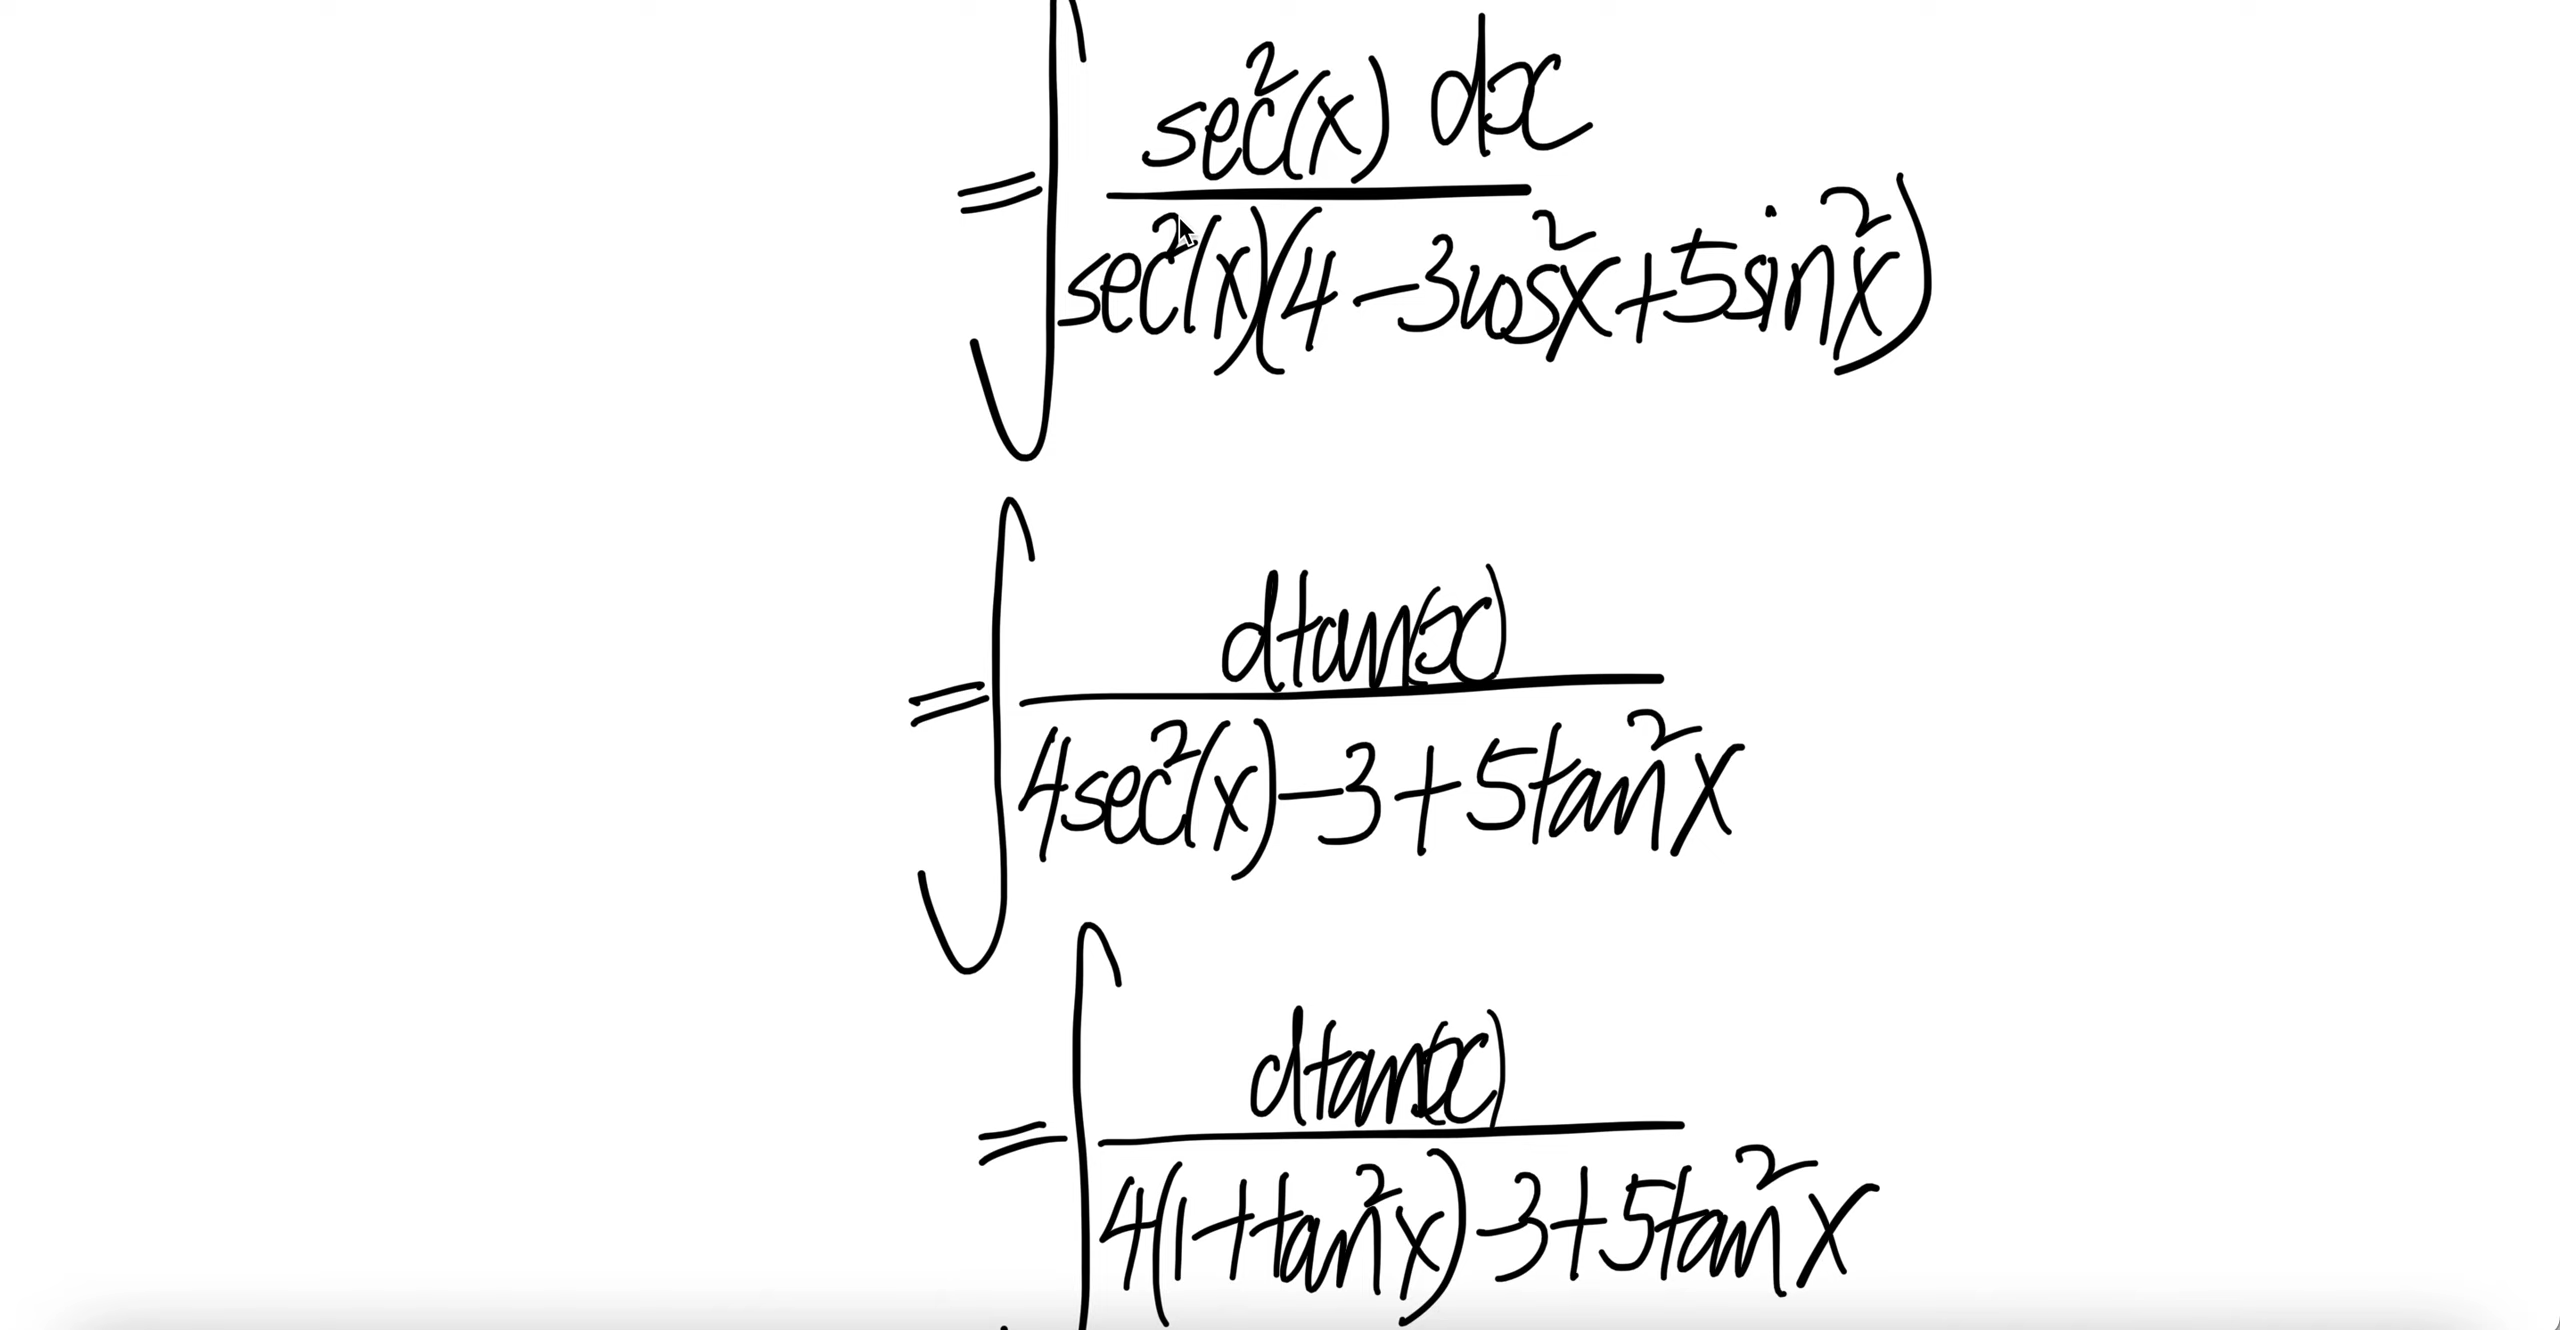 = ∫ sec²(x) dx / sec²(x)(4 - 3cos²x + 5sin²x)
= ∫ dtan(x) / 4sec²(x) - 3 + 5tan²x
= ∫ dtan(x) / 4(1 + tan²x) - 3 + 5tan²x